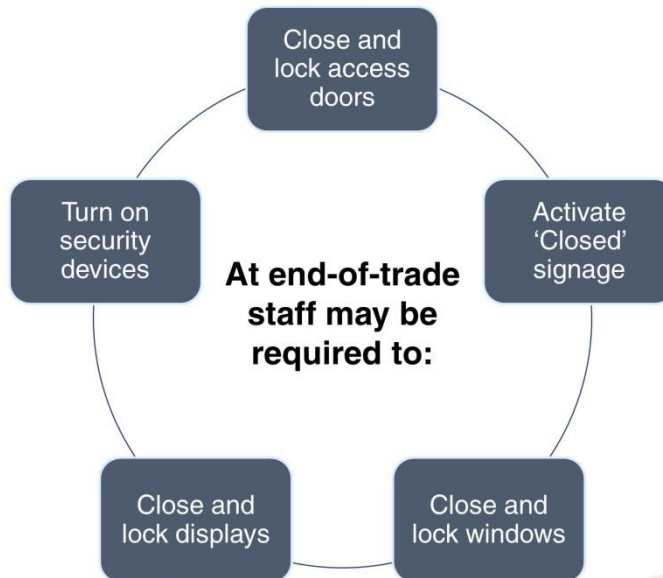 Close and
lock access
doors
Turn on
security
devices
Activate
‘Closed’
signage
At end-of-trade
staff may be
required to:
Close and
lock displays
Close and
lock windows